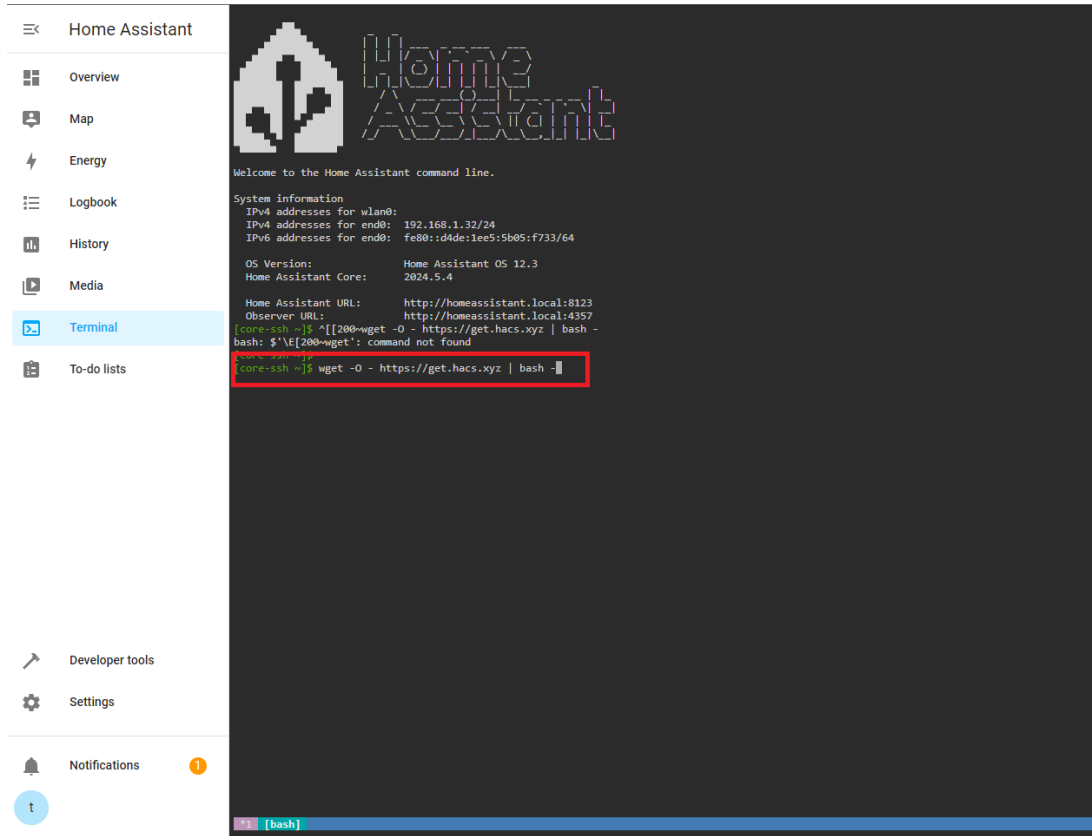 Home Assistant
Overview
Map
Energy
Logbook
History
Media
Terminal
To-do lists
Developer tools
Settings
Notifications
1
t
Home
Assistant
Welcome to the Home Assistant command line.
System information
IPv4 addresses for wlan0:
IPv4 addresses for end0: 192.168.1.32/24
IPv6 addresses for end0: fe80::d4de:1ee5:5b05:f733/64
OS Version: Home Assistant OS 12.3
Home Assistant Core: 2024.5.4
Home Assistant URL: http://homeassistant.local:8123
Observer URL: http://homeassistant.local:4357
[core-ssh ~]$ ^[[200~wget -O - https://get.hacs.xyz | bash -
bash: $'\E[200~wget': command not found
[core-ssh ~]$
[core-ssh ~]$ wget -O - https://get.hacs.xyz | bash -
*1 [bash]